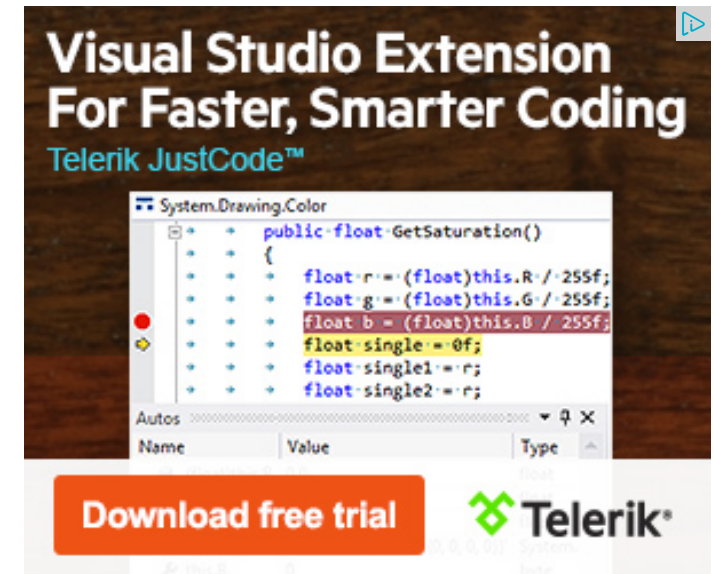 Visual Studio Extension
For Faster, Smarter Coding
Telerik JustCode™
System.Drawing.Color
public float GetSaturation()
{
float r = (float)this.R / 255f;
float g = (float)this.G / 255f;
float b = (float)this.B / 255f;
float single = 0f;
float single1 = r;
float single2 = r;
Autos
Name Value Type
Download free trial
Telerik®